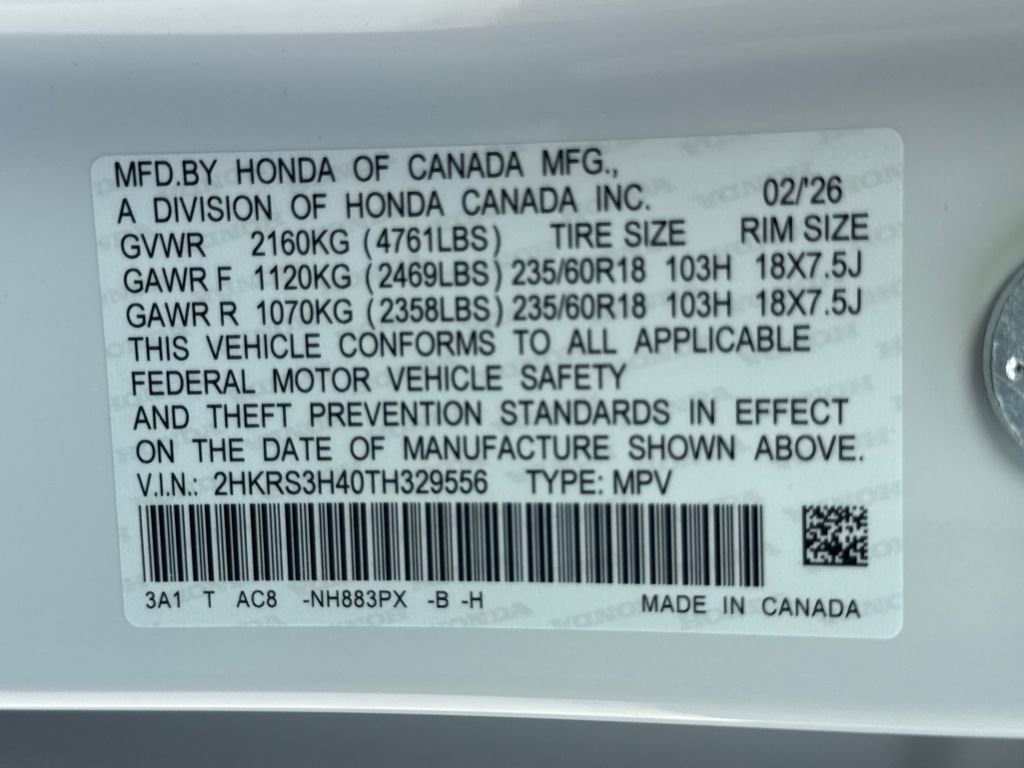 MFD.BY HONDA OF CANADA MFG.,
A DIVISION OF HONDA CANADA INC. 02/'26
GVWR 2160KG (4761LBS) TIRE SIZE RIM SIZE
GAWR F 1120KG (2469LBS) 235/60R18 103H 18X7.5J
GAWR R 1070KG (2358LBS) 235/60R18 103H 18X7.5J
THIS VEHICLE CONFORMS TO ALL APPLICABLE
FEDERAL MOTOR VEHICLE SAFETY
AND THEFT PREVENTION STANDARDS IN EFFECT
ON THE DATE OF MANUFACTURE SHOWN ABOVE.
V.I.N.: 2HKRS3H40TH329556 TYPE: MPV
3A1 T AC8 -NH883PX -B -H MADE IN CANADA